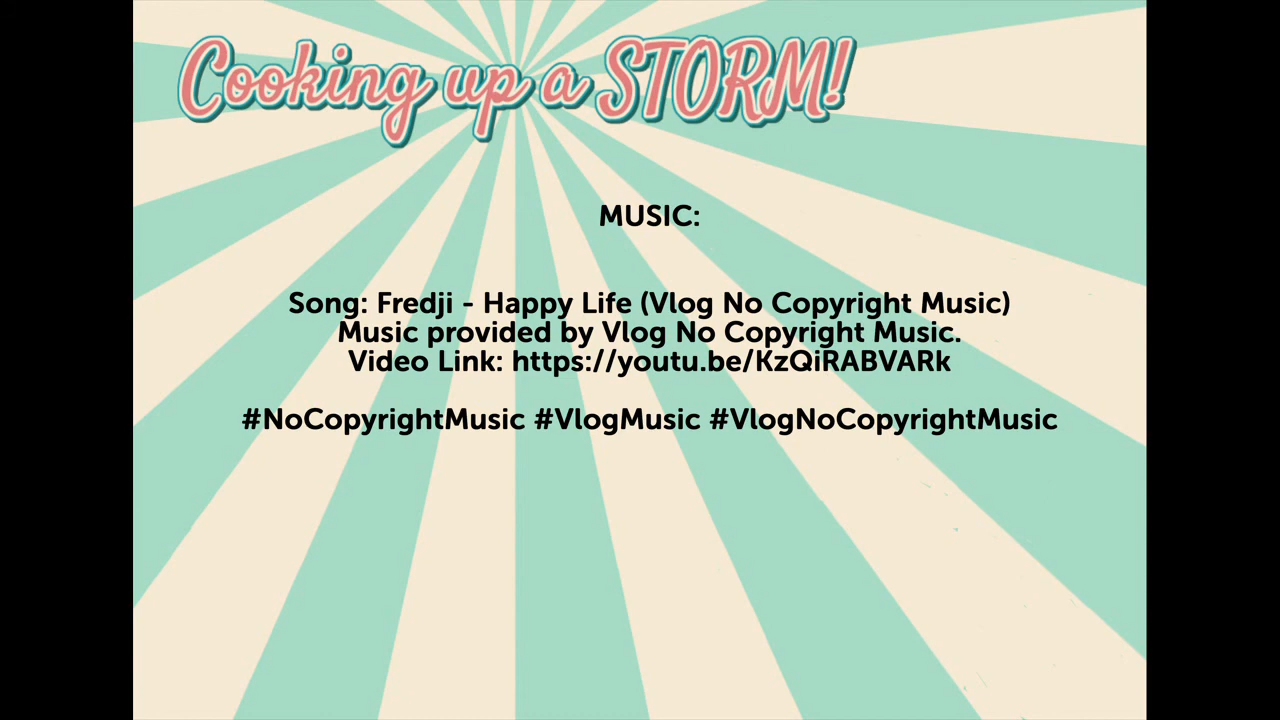 Cooking up a STORM!
MUSIC:
Song: Fredji - Happy Life (Vlog No Copyright Music)
Music provided by Vlog No Copyright Music.
Video Link: https://youtu.be/KzQiRABVARk
#NoCopyrightMusic #VlogMusic #VlogNoCopyrightMusic